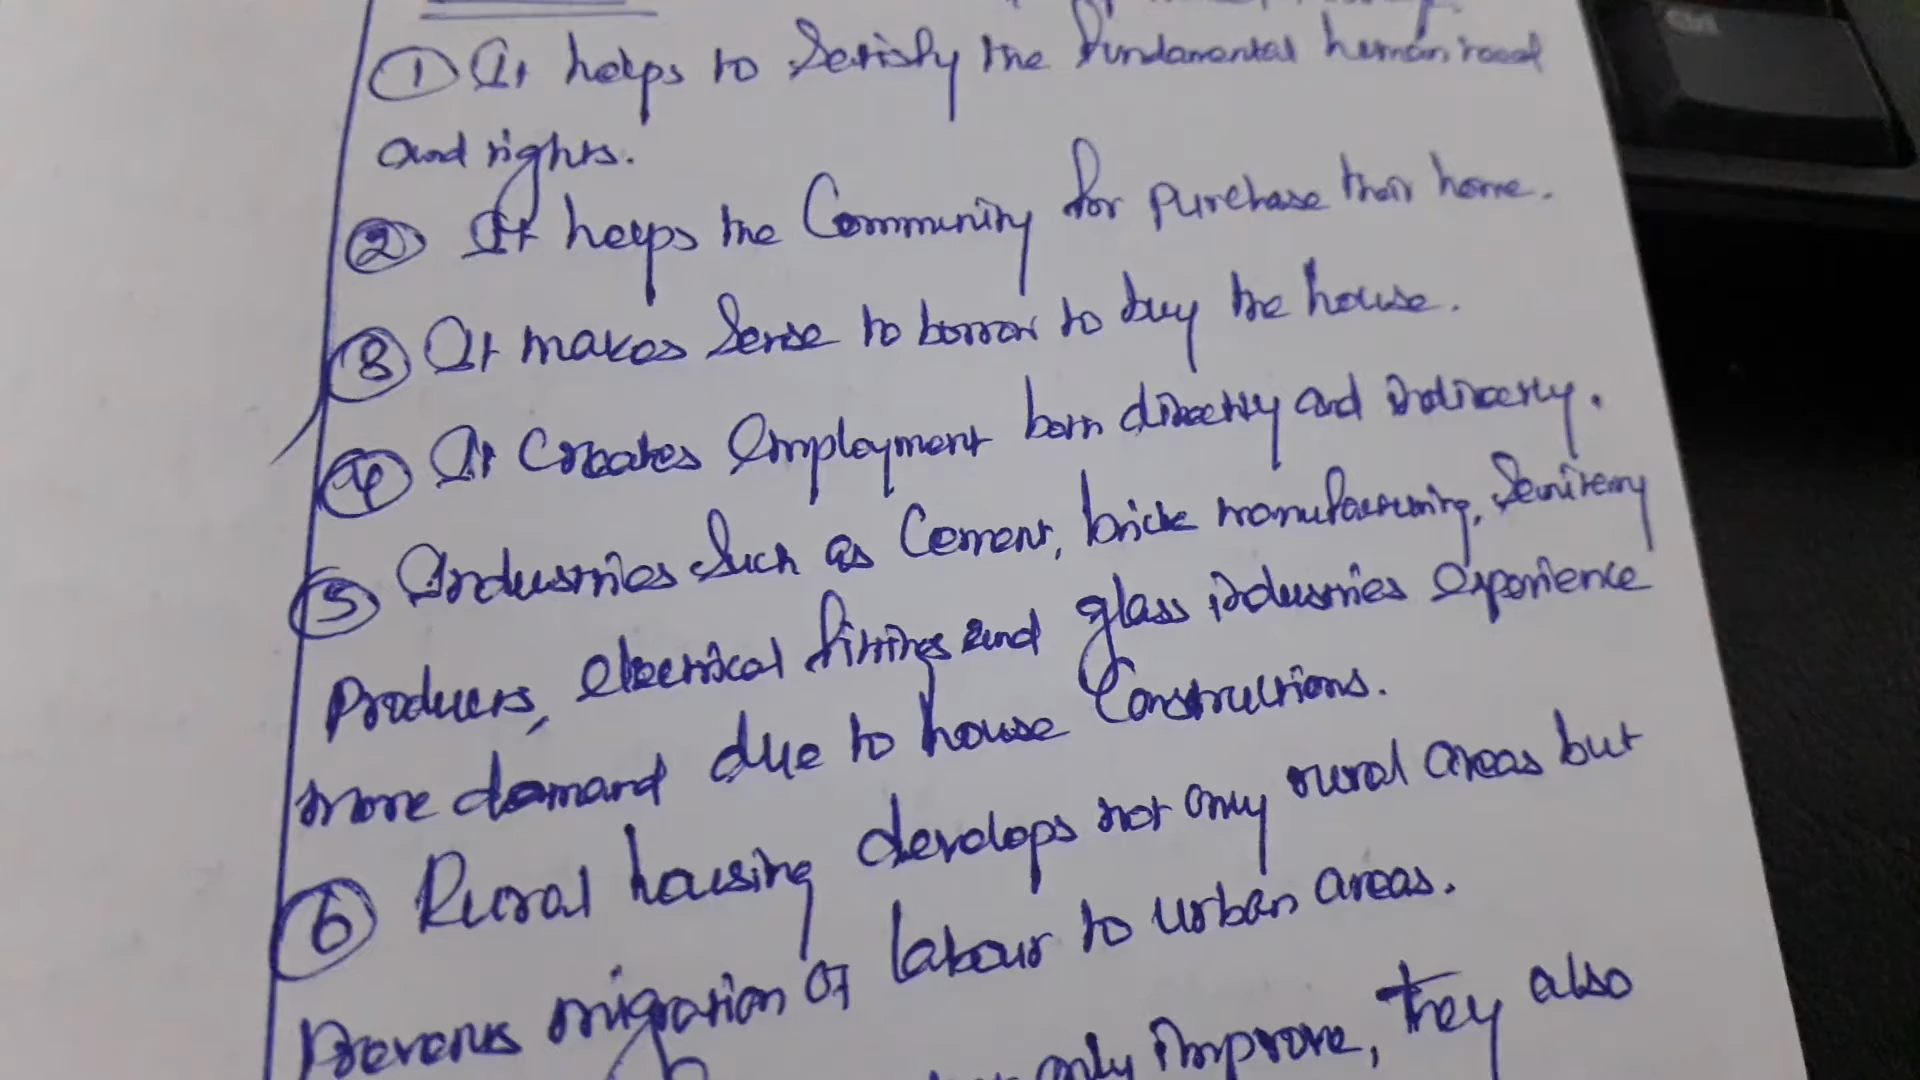 ① It helps to Satisfy the fundamental human need
and rights.
② It helps the Community for purchase their home.
③ It makes Sense to borrow to buy the house.
④ It Creates Employment both directly and indirectly.
⑤ Industries Such as Cement, brick manufacturing, Sanitary
Producers, electrical fittings and glass industries experience
more demand due to house Constructions.
⑥ Rural housing develops not only rural areas but
Prevents migration of labour to urban areas.
only improve, they also
Ctrl